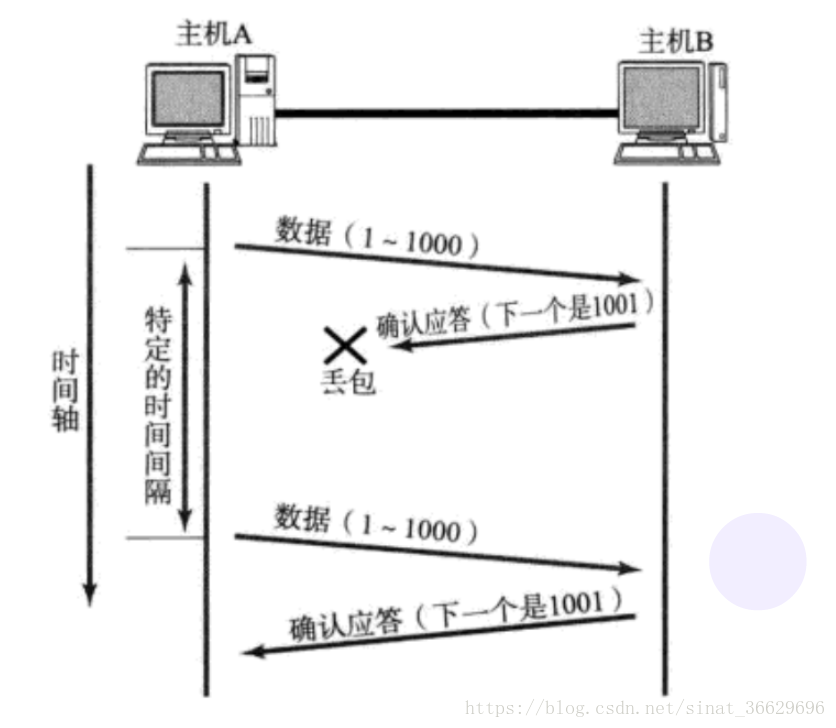 主机A
主机B
数据（1～1000）
确认应答（下一个是1001）
丢包
特定的时间间隔
时间轴
数据（1～1000）
确认应答（下一个是1001）
https://blog.csdn.net/sinat_36629696